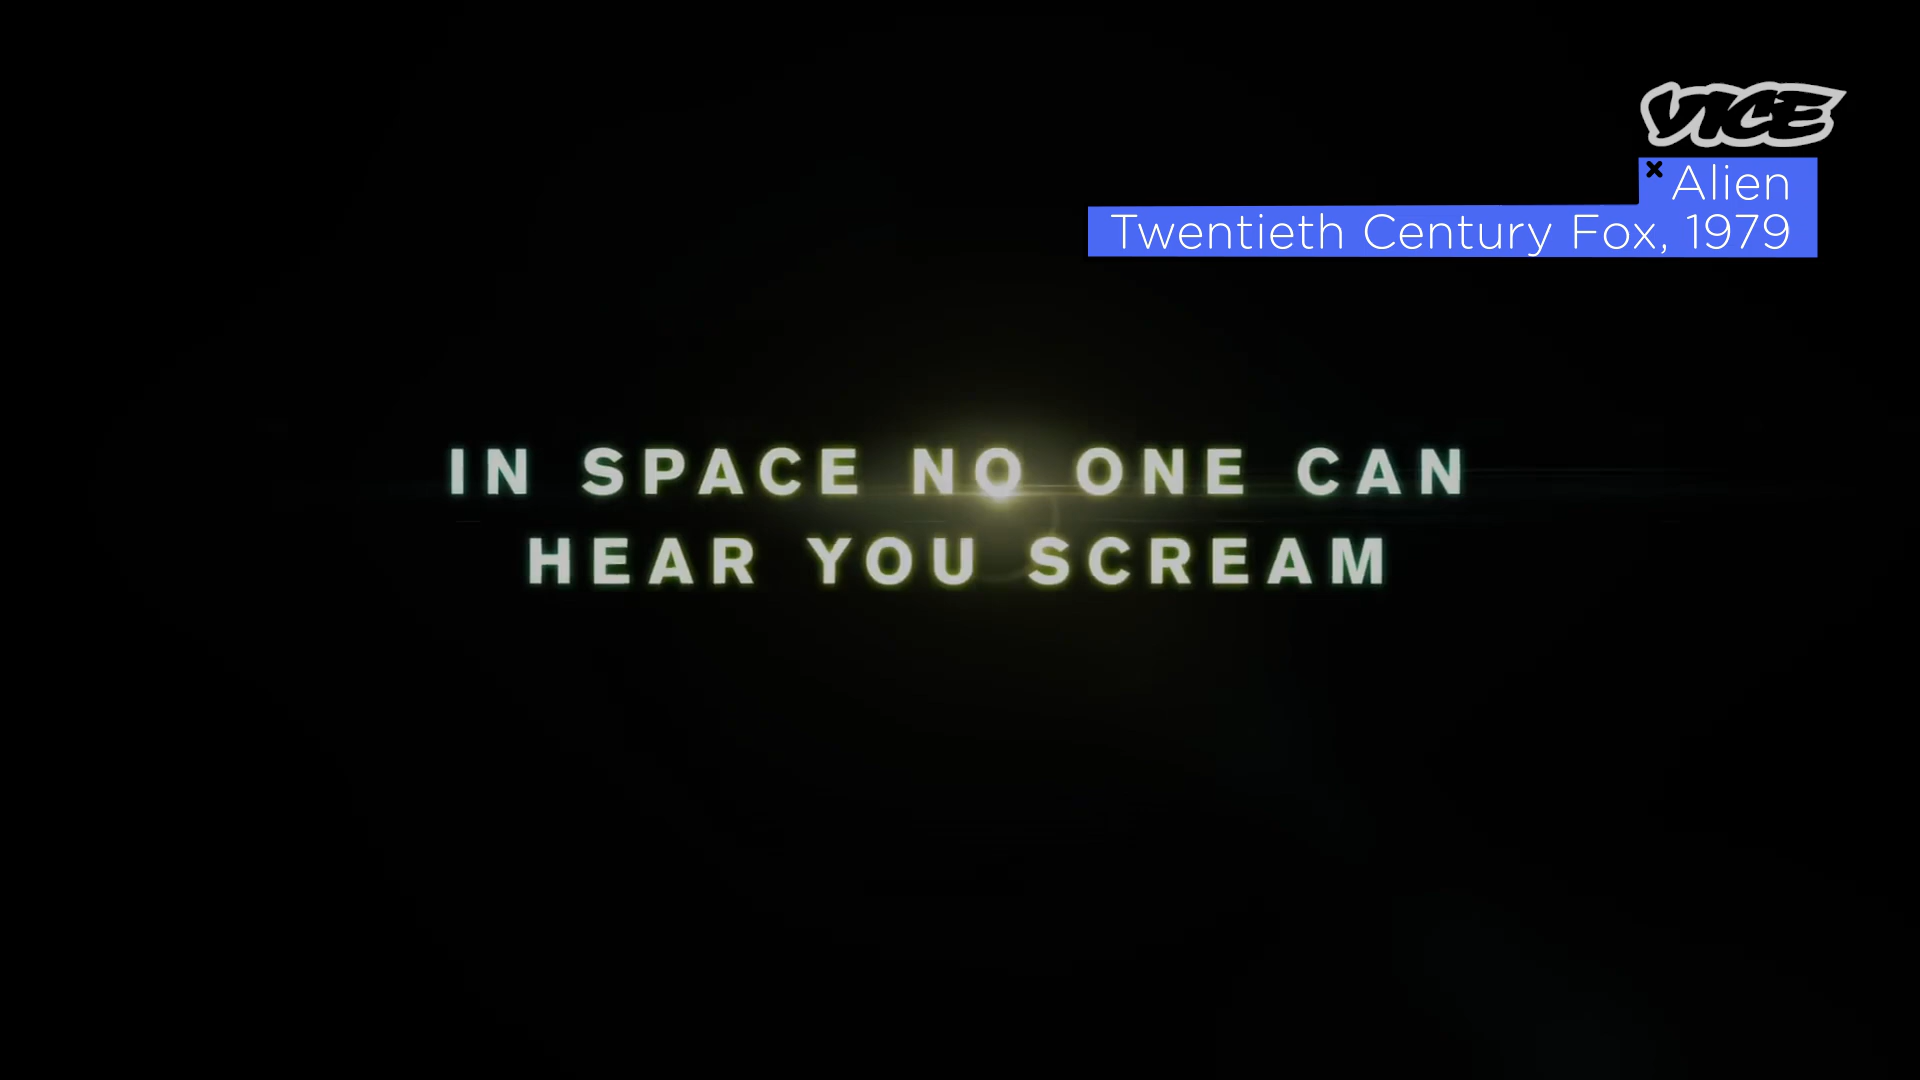 VICE
Alien
Twentieth Century Fox, 1979
IN SPACE NO ONE CAN
HEAR YOU SCREAM